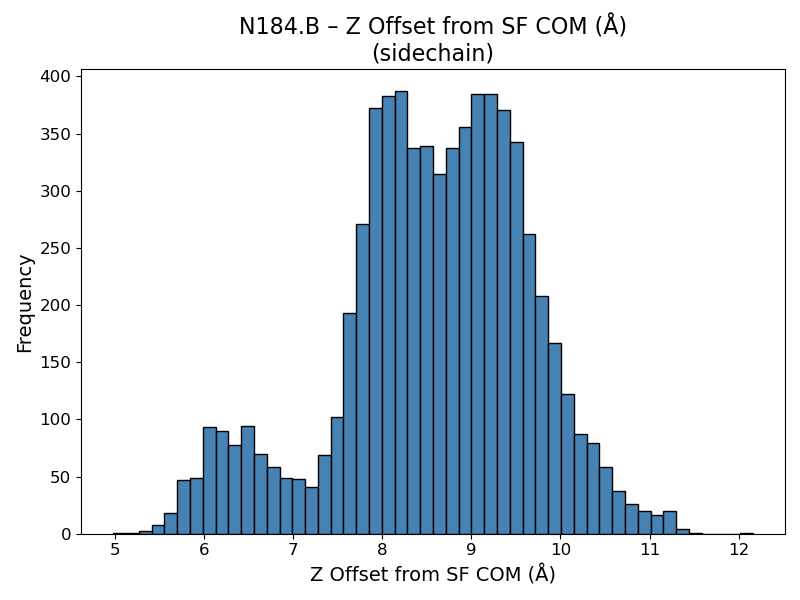 N184.B – Z Offset from SF COM (Å)
(sidechain)
400
350
300
250
200
150
100
50
0
Frequency
5 6 7 8 9 10 11 12
Z Offset from SF COM (Å)